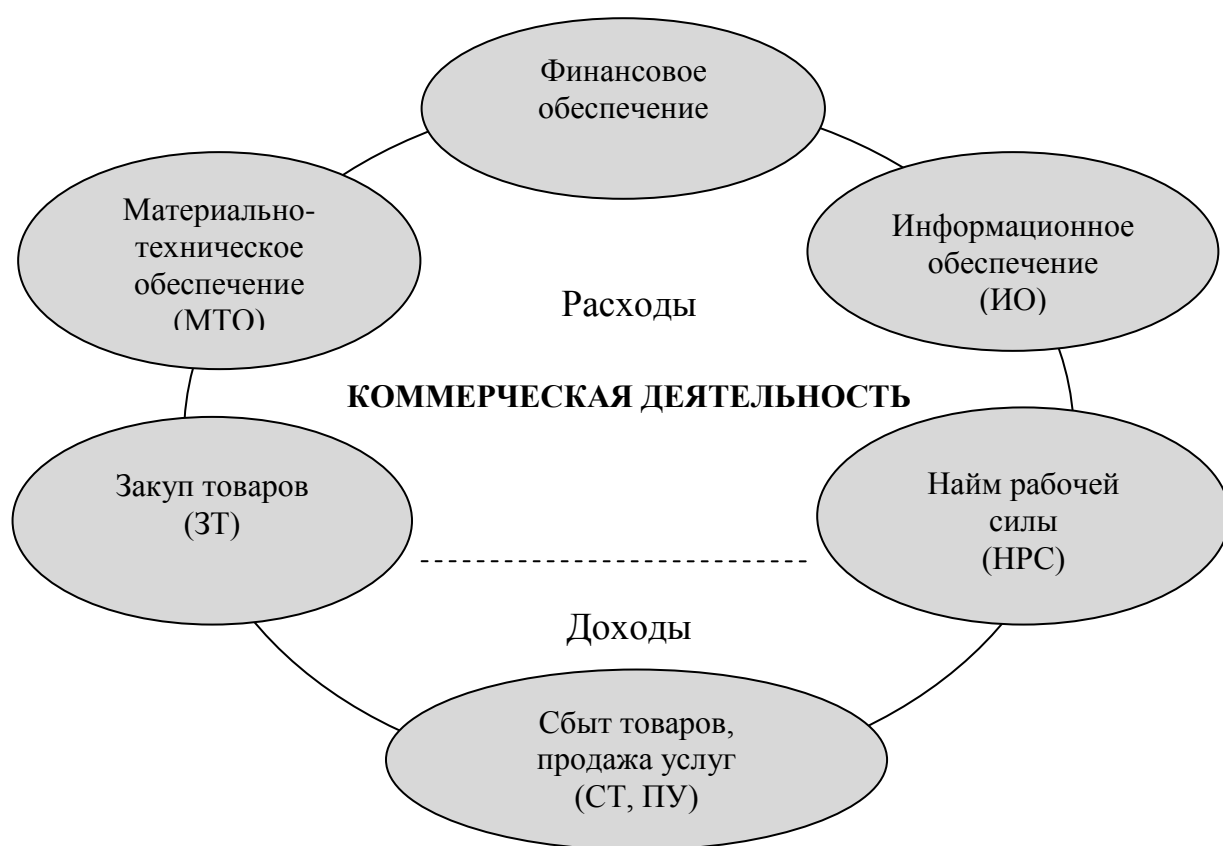 Финансовое
обеспечение
Материально-
техническое
обеспечение
(МТО)
Информационное
обеспечение
(ИО)
Расходы
КОММЕРЧЕСКАЯ ДЕЯТЕЛЬНОСТЬ
Закуп товаров
(ЗТ)
Найм рабочей
силы
(НРС)
Доходы
Сбыт товаров,
продажа услуг
(СТ, ПУ)